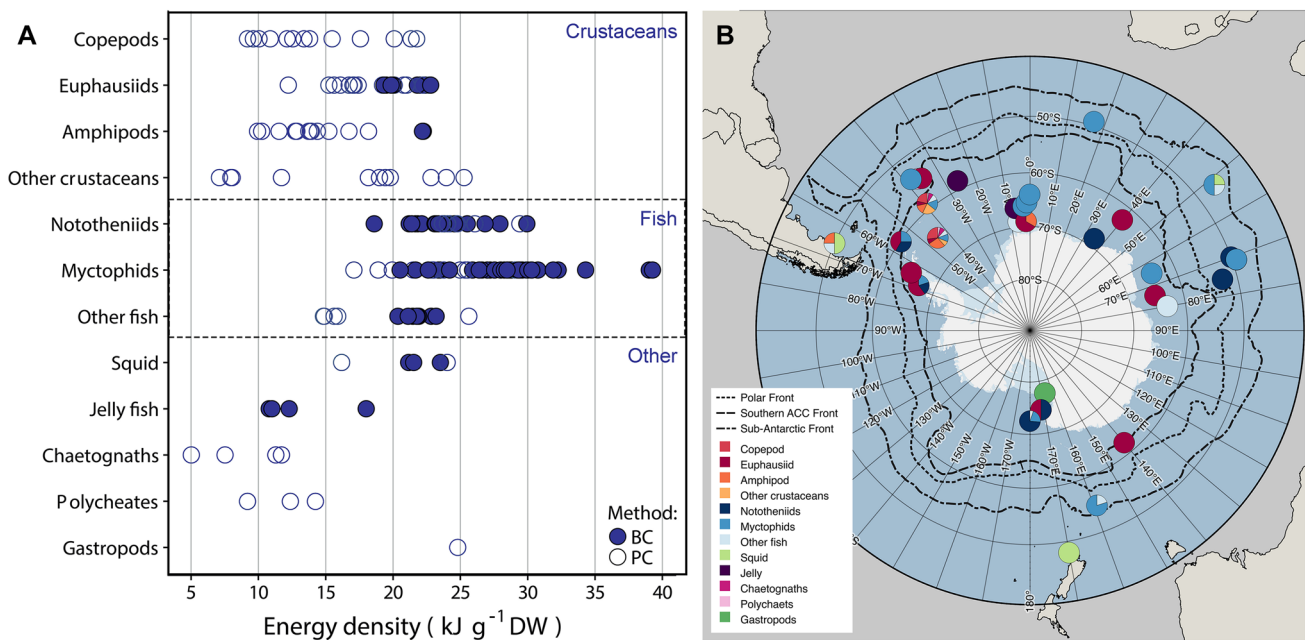 A
Crustaceans
Copepods
Euphausiids
Amphipods
Other crustaceans
Fish
Nototheniids
Myctophids
Other fish
Other
Squid
Jelly fish
Chaetognaths
Polycheates
Gastropods
Method:
BC
PC
5 10 15 20 25 30 35 40
Energy density ( kJ g⁻¹ DW )
B
50°S
60°S
70°S
80°S
0°
10°E
20°E
30°E
40°E
50°E
60°E
70°E
80°E
90°E
100°E
110°E
120°E
130°E
140°E
150°E
160°E
170°E
180°
170°W
160°W
150°W
140°W
130°W
120°W
110°W
100°W
90°W
80°W
70°W
60°W
50°W
40°W
30°W
20°W
10°
Polar Front
Southern ACC Front
Sub-Antarctic Front
Copepod
Euphausiid
Amphipod
Other crustaceans
Nototheniids
Myctophids
Other fish
Squid
Jelly
Chaetognaths
Polychaets
Gastropods